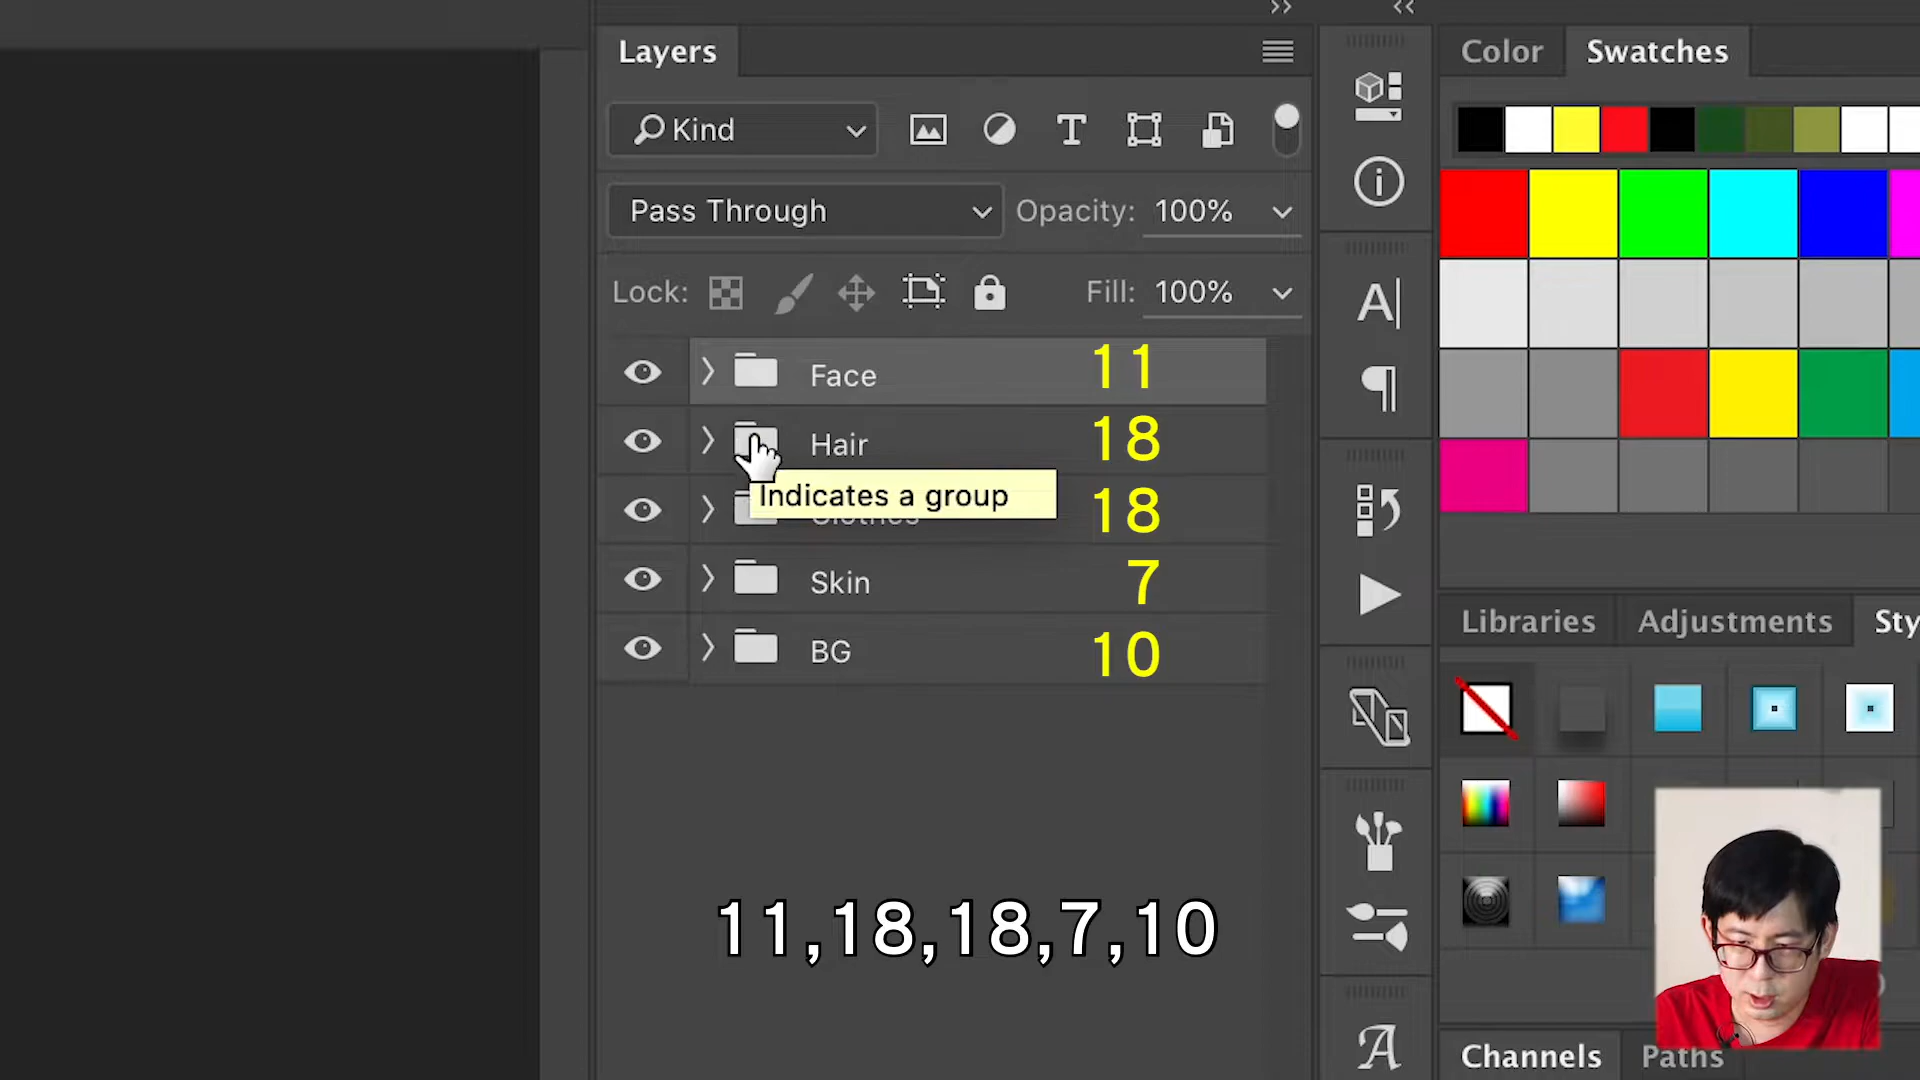 Layers
Color Swatches
Kind
Pass Through Opacity: 100%
Lock: Fill: 100%
Face 11
Hair 18
Indicates a group
Clothes 18
Skin 7
BG 10
Libraries Adjustments Sty
11,18,18,7,10
Channels Paths